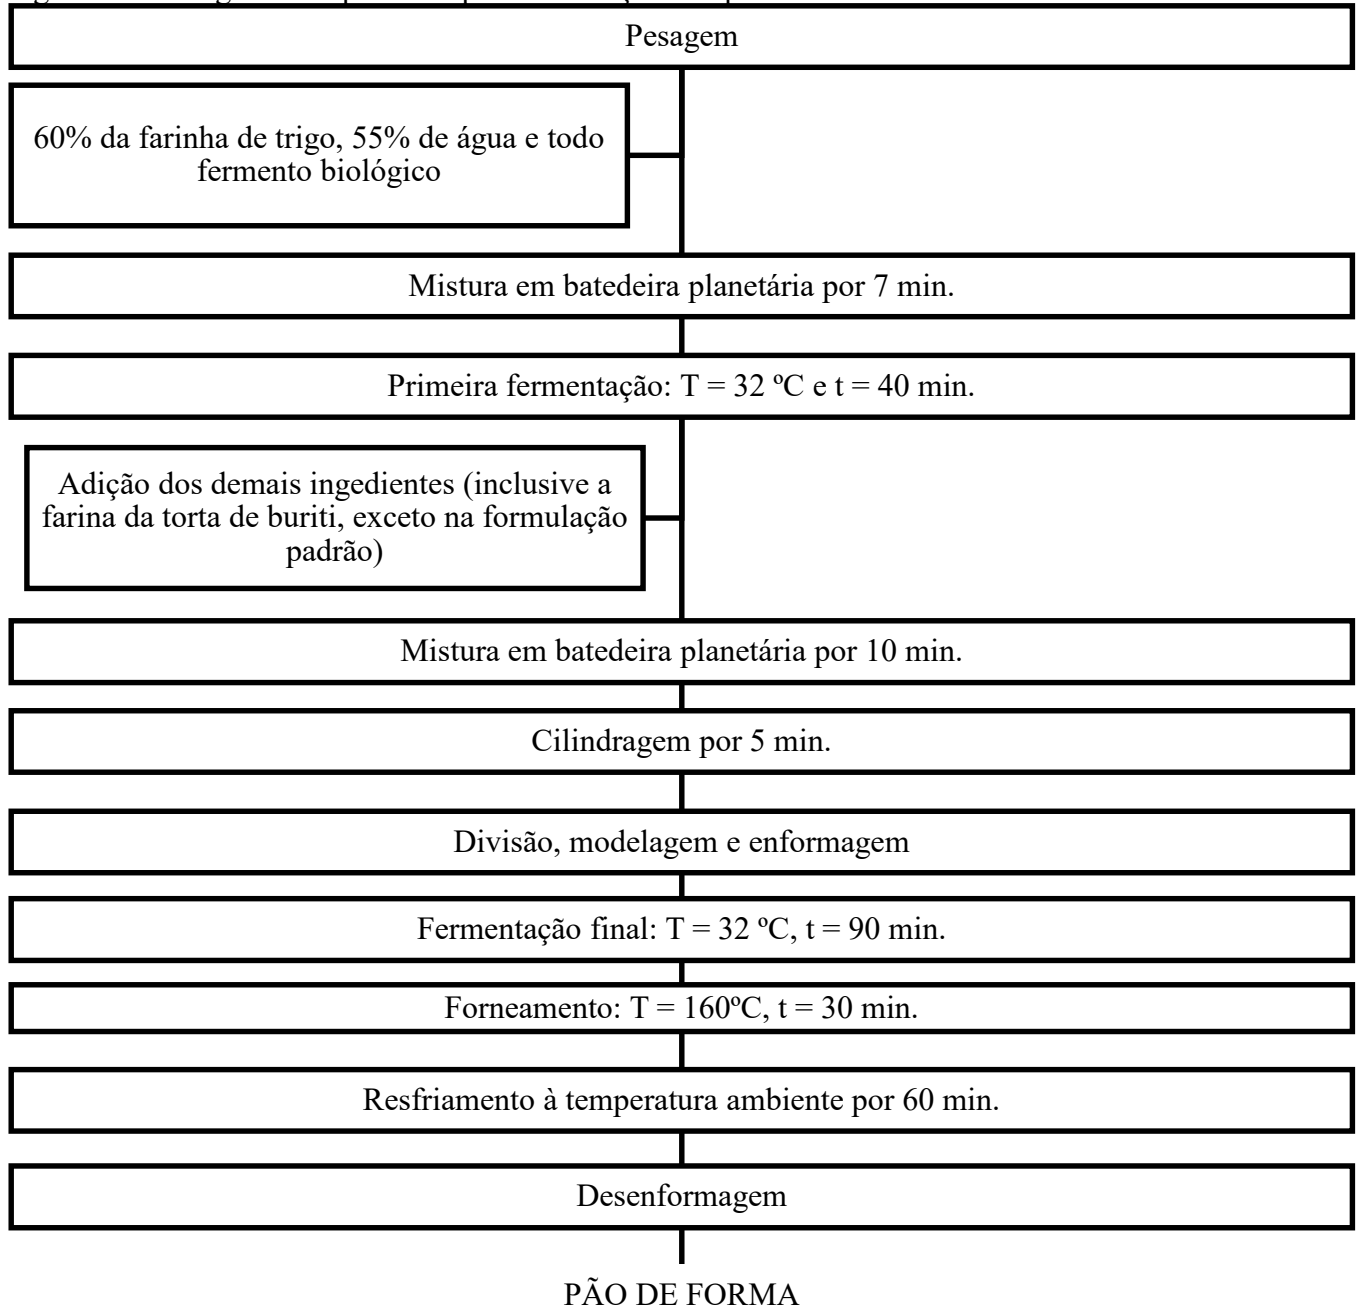 Pesagem
60% da farinha de trigo, 55% de água e todo
fermento biológico
Mistura em batedeira planetária por 7 min.
Primeira fermentação: T = 32 ºC e t = 40 min.
Adição dos demais ingredientes (inclusive a
farina da torta de buriti, exceto na formulação
padrão)
Mistura em batedeira planetária por 10 min.
Cilindragem por 5 min.
Divisão, modelagem e enformagem
Fermentação final: T = 32 ºC, t = 90 min.
Forneamento: T = 160ºC, t = 30 min.
Resfriamento à temperatura ambiente por 60 min.
Desenformagem
PÃO DE FORMA